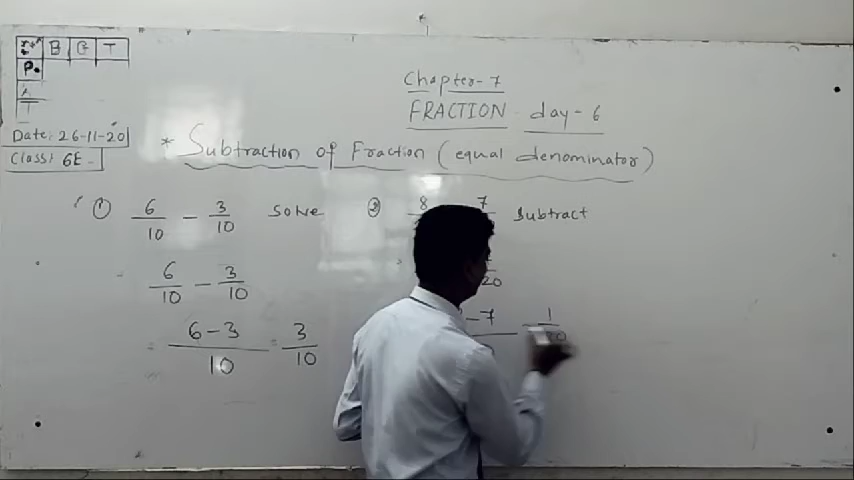 B G T
P.
A
T
Date: 26-11-20
Class: 6E -
Chapter-7
FRACTION day-6
* Subtraction of Fraction (equal denominator)
① 6/10 - 3/10 solve
6/10 - 3/10
= 6-3/10 = 3/10
② 8 7 Subtract
20
-7 1